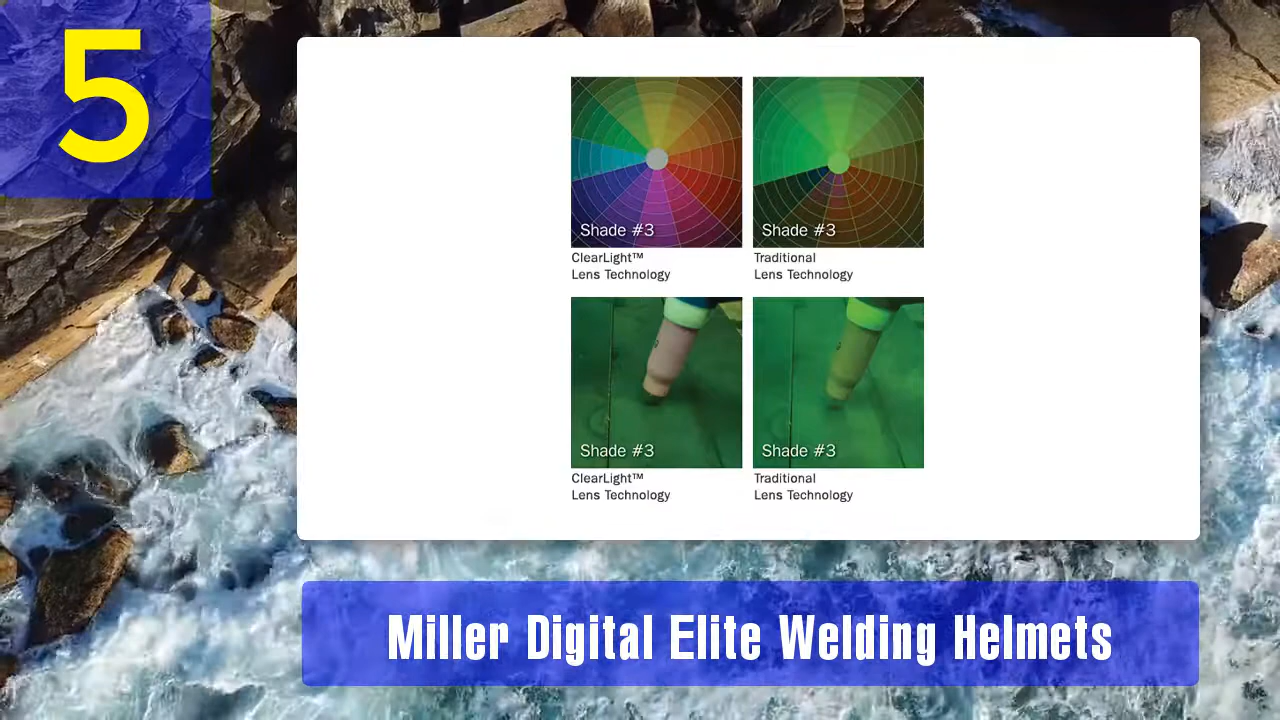 5
Shade #3
Shade #3
ClearLight™
Lens Technology
Traditional
Lens Technology
Shade #3
Shade #3
ClearLight™
Lens Technology
Traditional
Lens Technology
Miller Digital Elite Welding Helmets